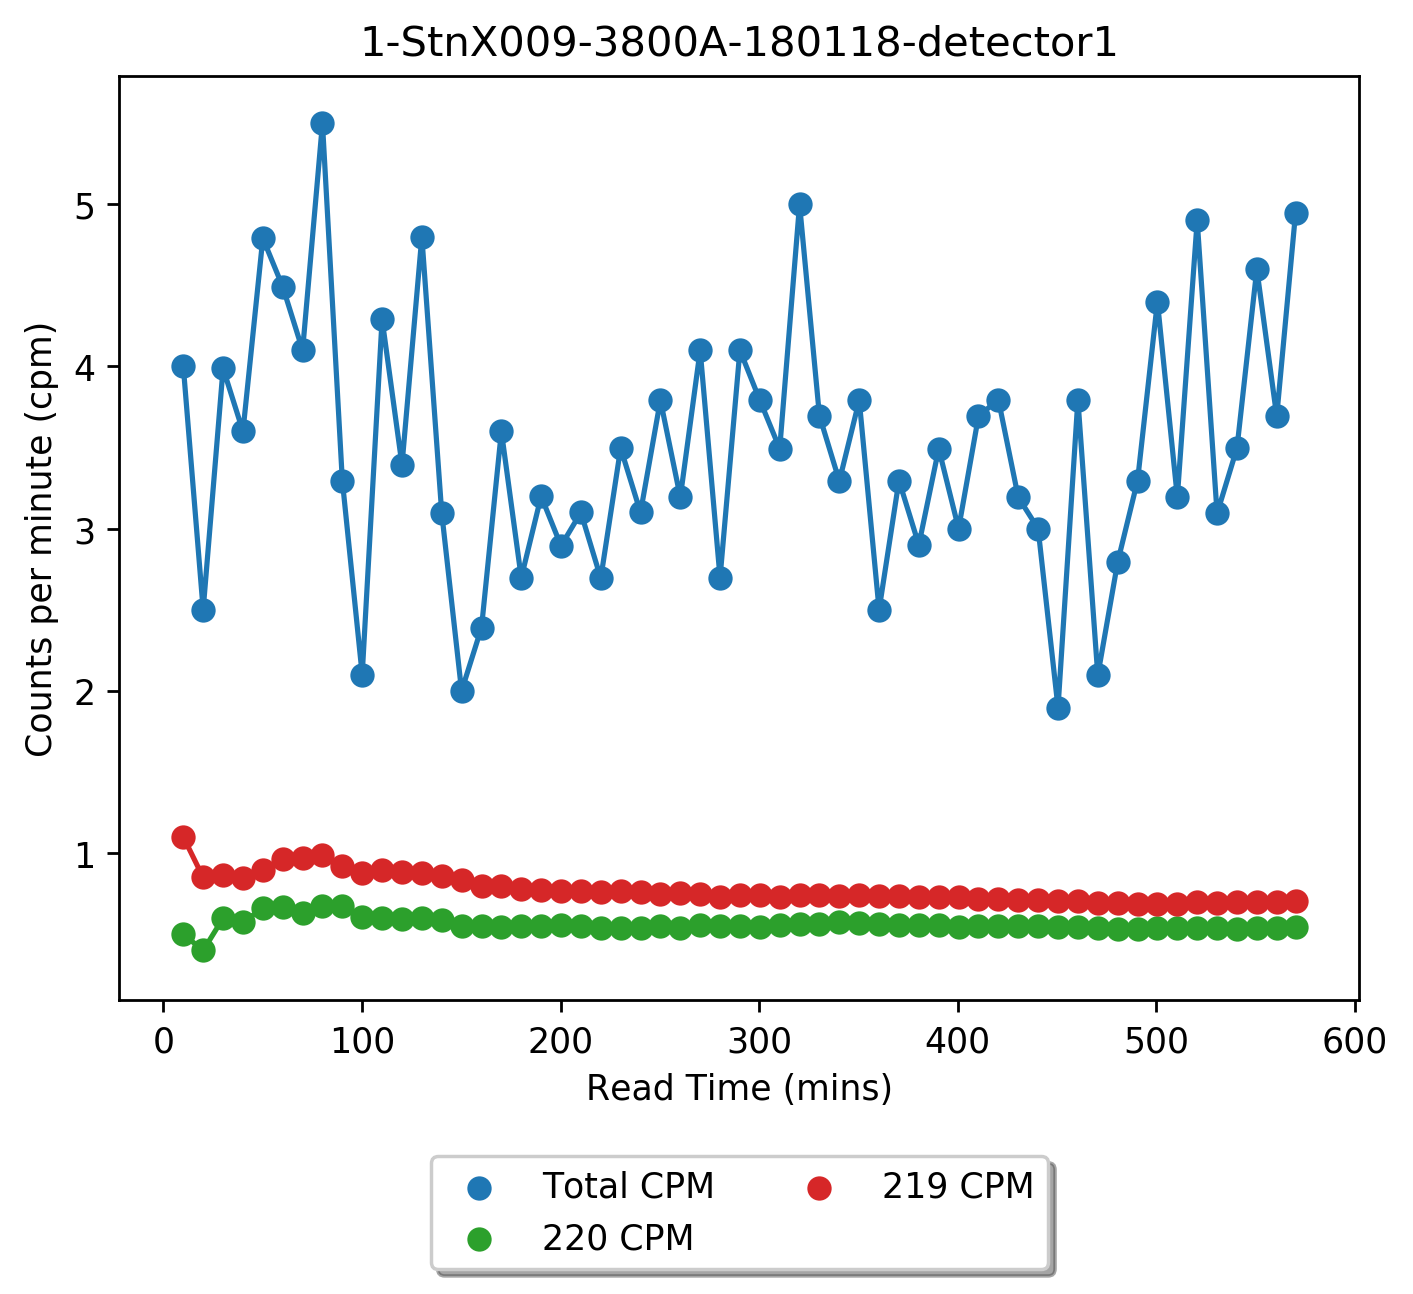 1-StnX009-3800A-180118-detector1
Counts per minute (cpm)
5
4
3
2
1
0 100 200 300 400 500 600
Read Time (mins)
Total CPM 219 CPM
220 CPM